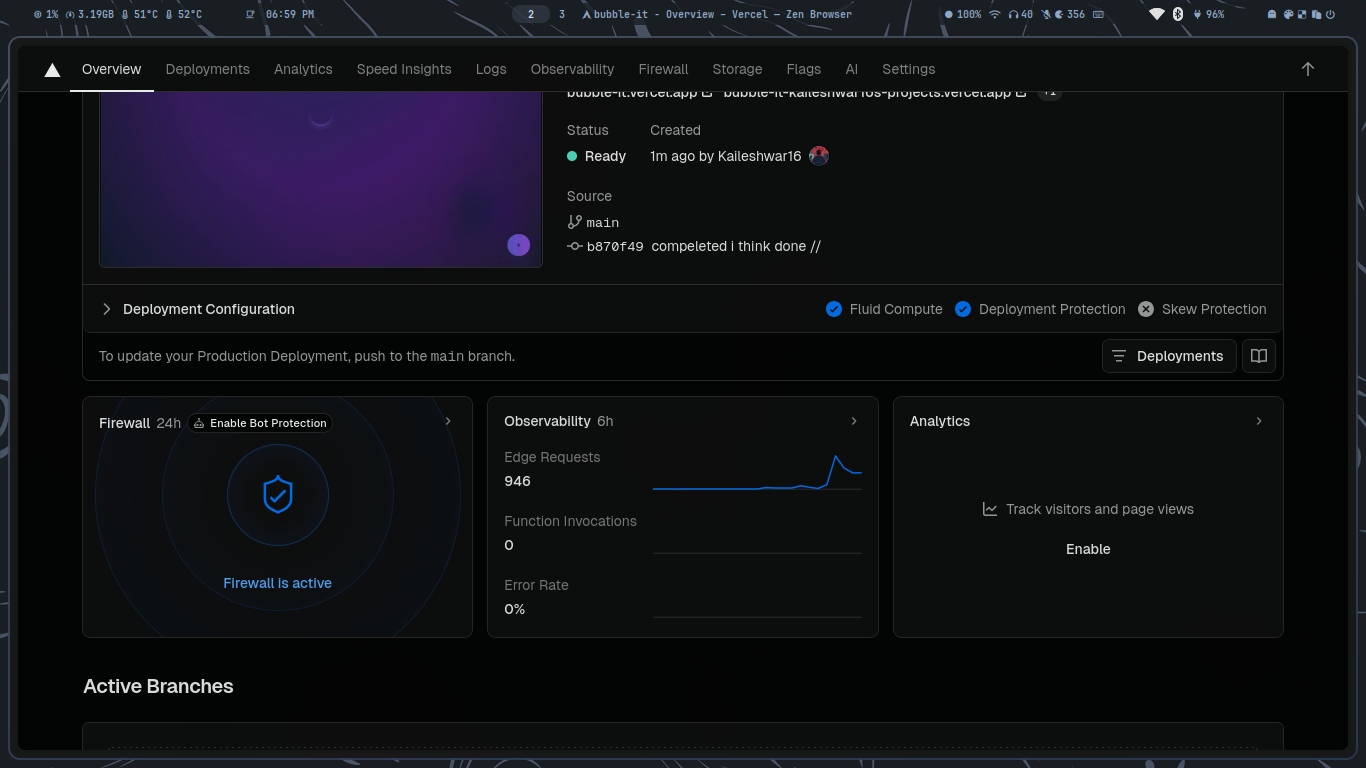 1% 3.19GB 51°C 52°C 06:59 PM 2 3 bubble-it - Overview – Vercel — Zen Browser 100% 40 356 96%
Overview Deployments Analytics Speed Insights Logs Observability Firewall Storage Flags AI Settings
bubble-it.vercel.app bubble-it-kaileshwar16s-projects.vercel.app +1
Status Created
Ready 1m ago by Kaileshwar16
Source
main
b870f49 compeleted i think done //
Deployment Configuration Fluid Compute Deployment Protection Skew Protection
To update your Production Deployment, push to the main branch. Deployments
Firewall 24h Enable Bot Protection
Firewall is active
Observability 6h
Edge Requests
946
Function Invocations
0
Error Rate
0%
Analytics
Track visitors and page views
Enable
Active Branches